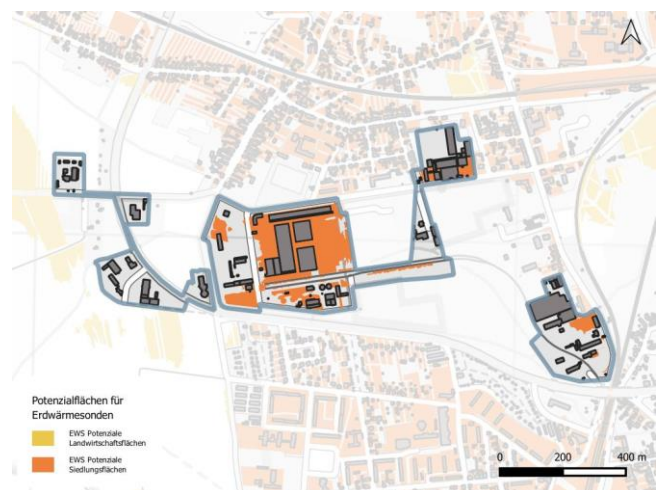 Potenzialflächen für
Erdwärmesonden
EWS Potenziale
Landwirtschaftsflächen
EWS Potenziale
Siedlungsflächen
0 200 400 m